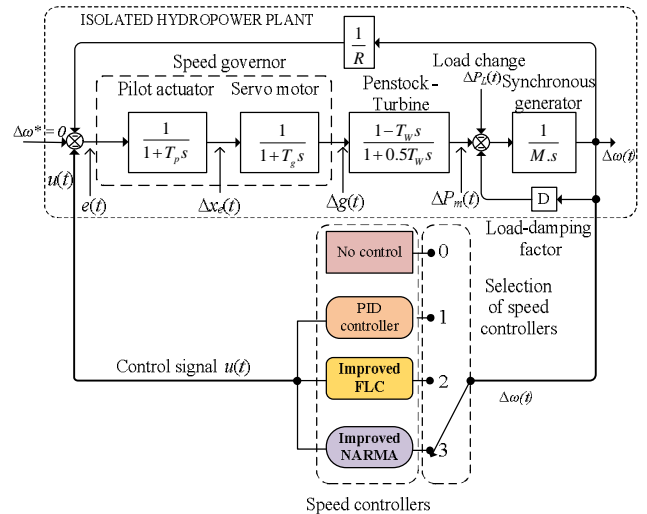 ISOLATED HYDROPOWER PLANT
1
R
Speed governor
Load change
ΔP_L(t)
Pilot actuator
Servo motor
Penstock -
Turbine
Synchronous
generator
Δω* = 0
1
1+T_p s
1
1+T_g s
1-T_W s
1+0.5T_W s
1
M.s
Δω(t)
u(t)
e(t)
Δx_e(t)
Δg(t)
ΔP_m(t)
D
Load-damping
factor
No control
0
PID
controller
1
Selection
of speed
controllers
Control signal u(t)
Improved
FLC
2
Δω(t)
Improved
NARMA
3
Speed controllers